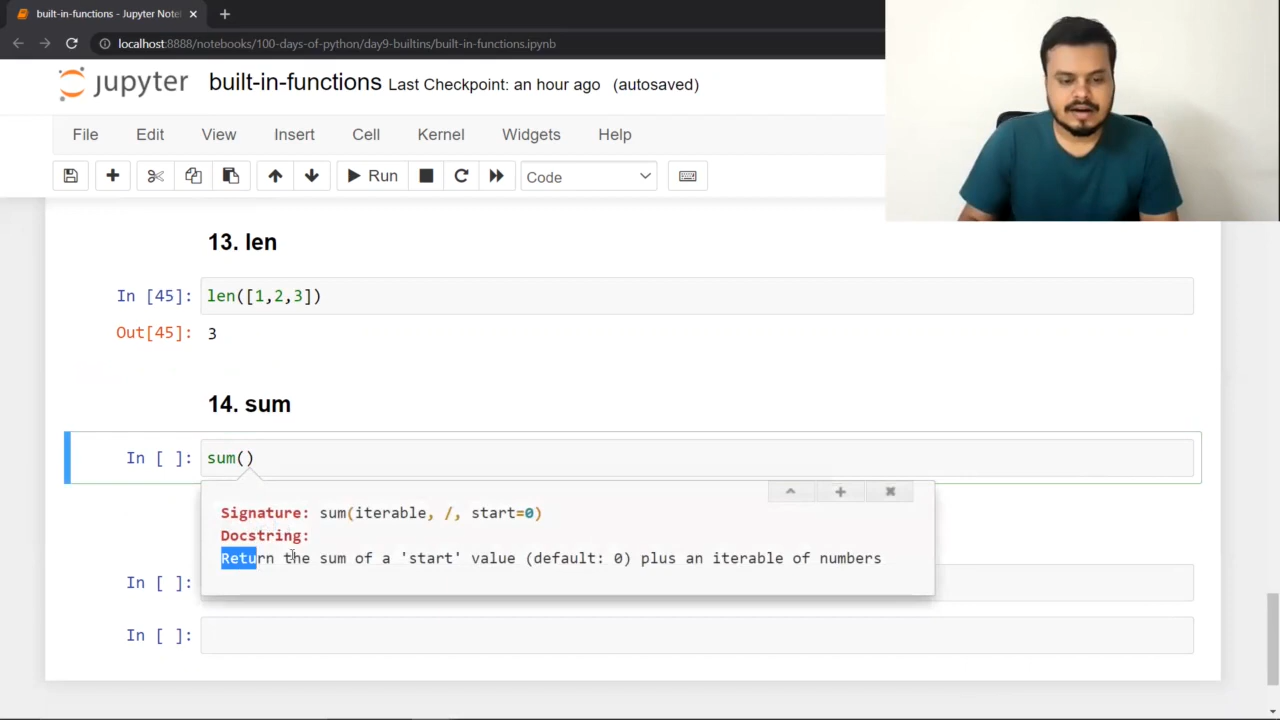 built-in-functions - Jupyter Note
localhost:8888/notebooks/100-days-of-python/day9-builtins/built-in-functions.ipynb
jupyter built-in-functions Last Checkpoint: an hour ago (autosaved)
File Edit View Insert Cell Kernel Widgets Help
Run Code
13. len
In [45]: len([1,2,3])
Out[45]: 3
14. sum
In [ ]: sum()
Signature: sum(iterable, /, start=0)
Docstring:
Return the sum of a 'start' value (default: 0) plus an iterable of numbers
In [ ]:
In [ ]: